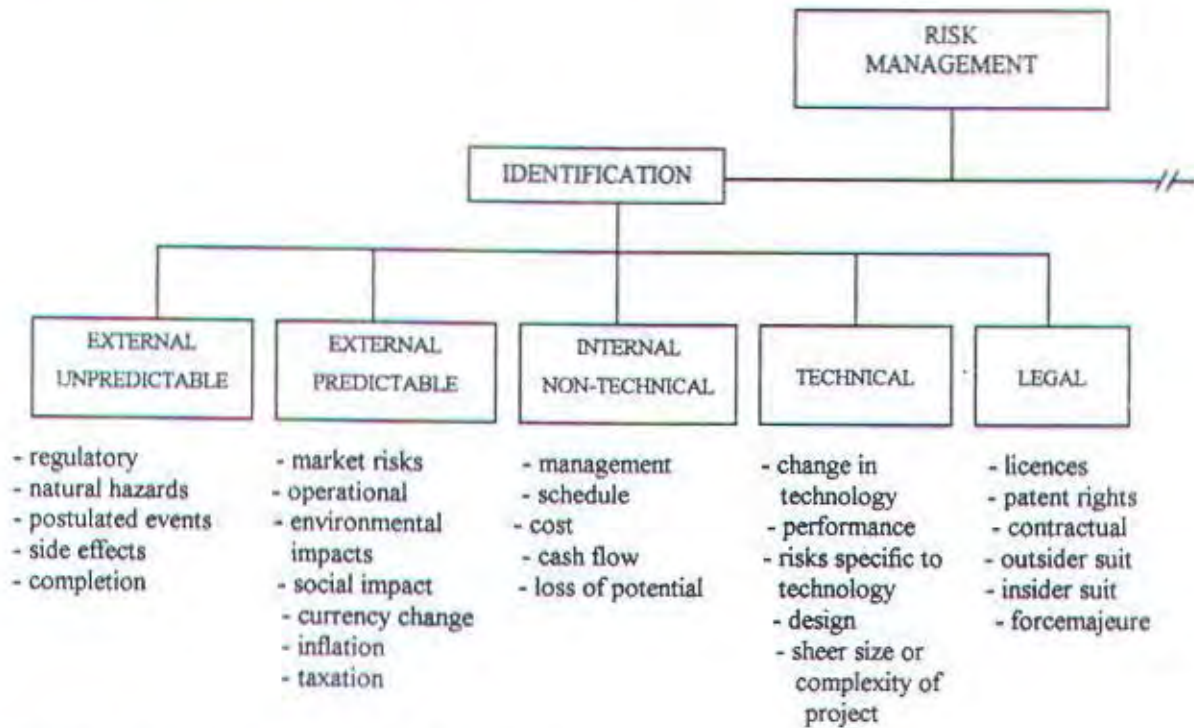 RISK
MANAGEMENT
IDENTIFICATION
EXTERNAL
UNPREDICTABLE
EXTERNAL
PREDICTABLE
INTERNAL
NON-TECHNICAL
TECHNICAL
LEGAL
- regulatory
- natural hazards
- postulated events
- side effects
- completion
- market risks
- operational
- environmental
impacts
- social impact
- currency change
- inflation
- taxation
- management
- schedule
- cost
- cash flow
- loss of potential
- change in
technology
- performance
- risks specific to
technology
- design
- sheer size or
complexity of
project
- licences
- patent rights
- contractual
- outsider suit
- insider suit
- forcemajeure